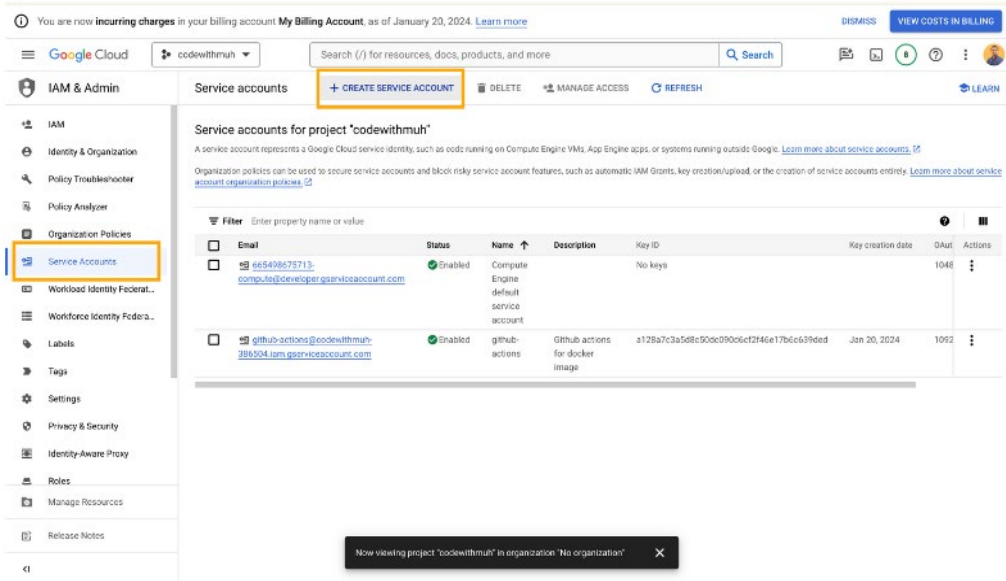 You are now incurring charges in your billing account My Billing Account, as of January 20, 2024. Learn more
DISMISS
VIEW COSTS IN BILLING
Google Cloud
codewithmuh
Search (/) for resources, docs, products, and more
Search
8
IAM & Admin
Service accounts
+ CREATE SERVICE ACCOUNT
DELETE
MANAGE ACCESS
REFRESH
LEARN
IAM
Identity & Organization
Policy Troubleshooter
Policy Analyzer
Organization Policies
Service Accounts
Workload Identity Federat...
Workforce Identity Federa...
Labels
Tags
Settings
Privacy & Security
Identity-Aware Proxy
Roles
Manage Resources
Release Notes
Service accounts for project "codewithmuh"
A service account represents a Google Cloud service identity, such as code running on Compute Engine VMs, App Engine apps, or systems running outside Google. Learn more about service accounts.
Organization policies can be used to secure service accounts and block risky service account features, such as automatic IAM Grants, key creation/upload, or the creation of service accounts entirely. Learn more about service
account organization policies.
Filter Enter property name or value
Email Status Name Description Key ID Key creation date OAut Actions
665498675713- Enabled Compute No keys 1048
compute@developer.gserviceaccount.com Engine
default
service
account
github-actions@codewithmuh- Enabled github- Github actions Jan 20, 2024 1092
386504.iam.gserviceaccount.com actions for docker
image
Now viewing project "codewithmuh" in organization "No organization"